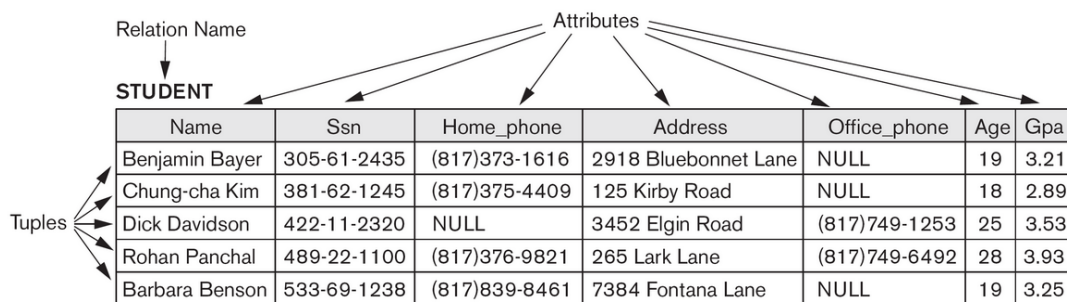 Attributes
Relation Name
STUDENT
Name Ssn Home_phone Address Office_phone Age Gpa
Benjamin Bayer 305-61-2435 (817)373-1616 2918 Bluebonnet Lane NULL 19 3.21
Chung-cha Kim 381-62-1245 (817)375-4409 125 Kirby Road NULL 18 2.89
Tuples Dick Davidson 422-11-2320 NULL 3452 Elgin Road (817)749-1253 25 3.53
Rohan Panchal 489-22-1100 (817)376-9821 265 Lark Lane (817)749-6492 28 3.93
Barbara Benson 533-69-1238 (817)839-8461 7384 Fontana Lane NULL 19 3.25